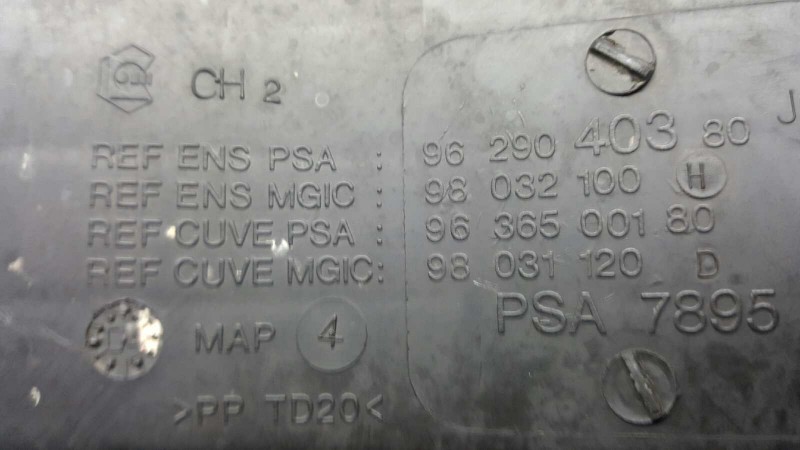 CH 2
J
REF ENS PSA : 96 290 403 80
REF ENS MGIC : 98 032 100 H
REF CUVE PSA : 96 365 001 80
REF CUVE MGIC: 98 031 120 D
PSA 7895
MAP 4
>PP TD20<